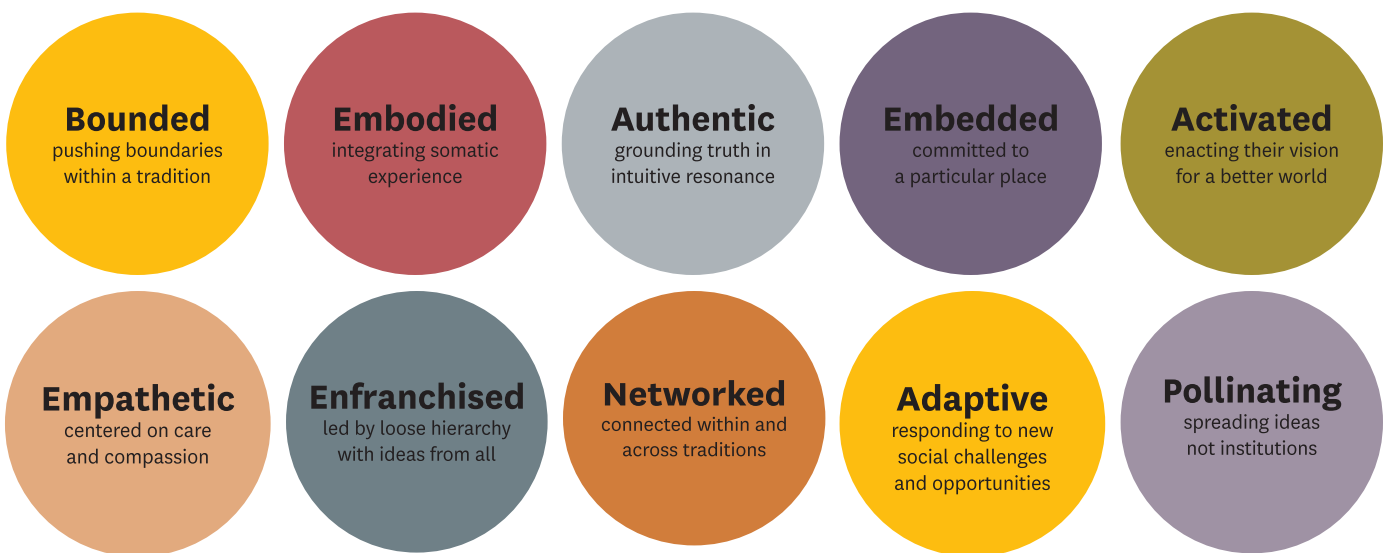 Bounded
pushing boundaries
within a tradition
Embodied
integrating somatic
experience
Authentic
grounding truth in
intuitive resonance
Embedded
committed to
a particular place
Activated
enacting their vision
for a better world
Empathetic
centered on care
and compassion
Enfranchised
led by loose hierarchy
with ideas from all
Networked
connected within and
across traditions
Adaptive
responding to new
social challenges
and opportunities
Pollinating
spreading ideas
not institutions